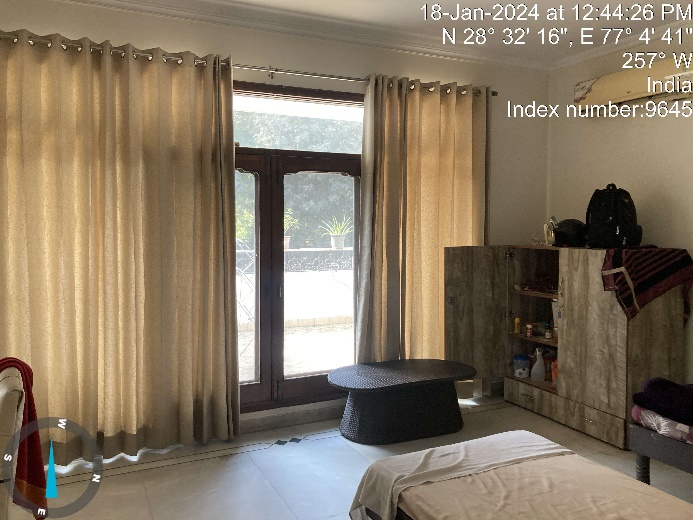 18-Jan-2024 at 12:44:26 PM
N 28° 32' 16", E 77° 4' 41"
257° W
India
Index number:9645
W
N
S
E